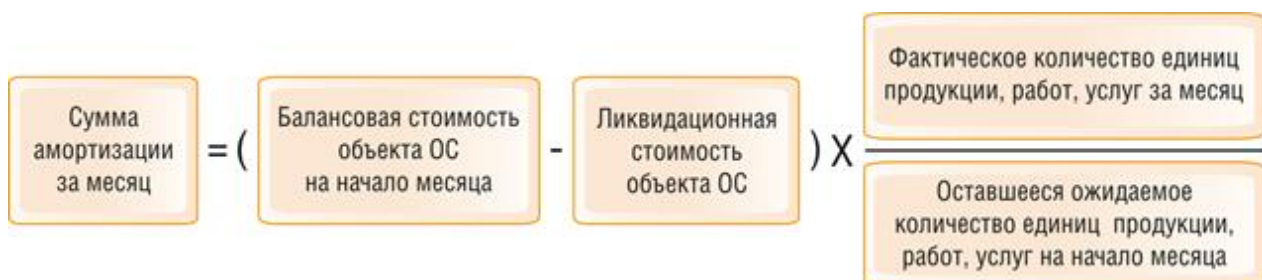 Сумма
амортизации
за месяц
= (
Балансовая стоимость
объекта ОС
на начало месяца
-
Ликвидационная
стоимость
объекта ОС
) X
Фактическое количество единиц
продукции, работ, услуг за месяц
Оставшееся ожидаемое
количество единиц продукции,
работ, услуг на начало месяца